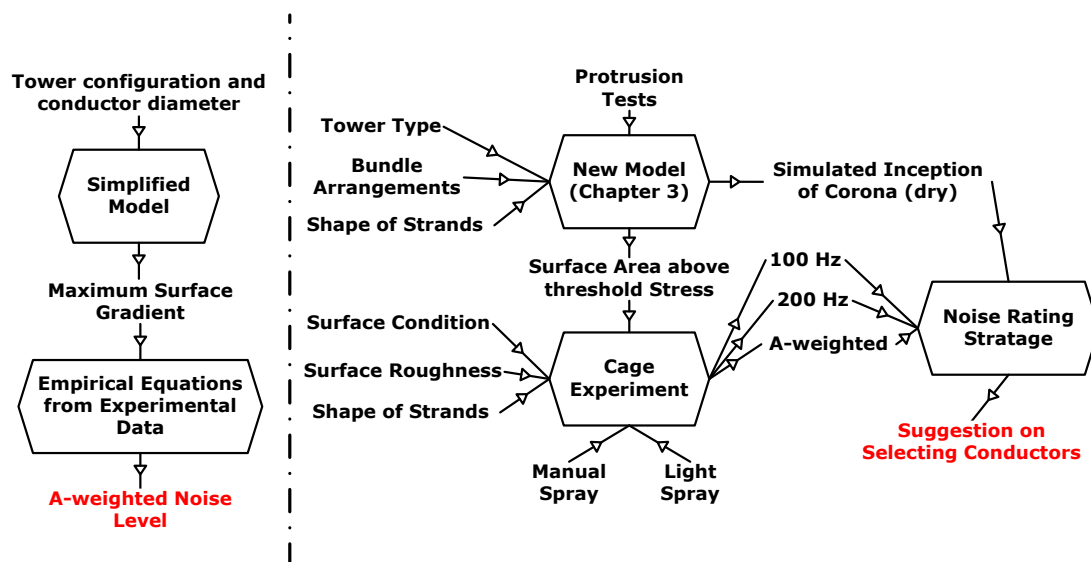 Tower configuration and
conductor diameter
Simplified
Model
Maximum Surface
Gradient
Empirical Equations
from Experimental
Data
A-weighted Noise
Level
Protrusion
Tests
Tower Type
Bundle
Arrangements
Shape of Strands
New Model
(Chapter 3)
Simulated Inception
of Corona (dry)
Surface Area above
threshold Stress
Surface Condition
Surface Roughness
Shape of Strands
Cage
Experiment
Manual
Spray
Light
Spray
100 Hz
200 Hz
A-weighted
Noise Rating
Stratage
Suggestion on
Selecting Conductors